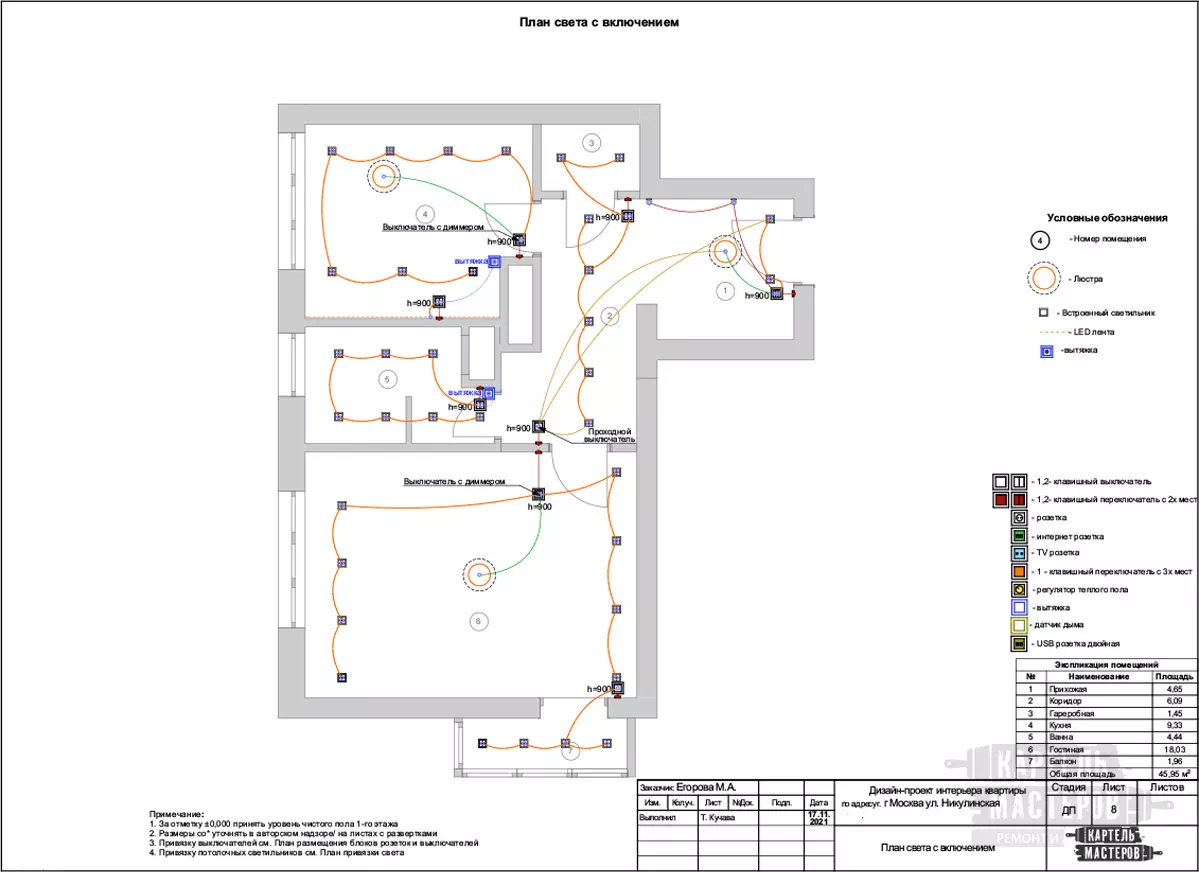 План света с включением
3
4
Выключатель с диммером
h=900
h=900
вытяжка
h=900
1
h=900
2
5
вытяжка
h=900
h=900
Проходной
выключатель
Выключатель с диммером
h=900
6
h=900
7
Условные обозначения
4 - Номер помещения
- Люстра
- Встроенный светильник
- LED лента
-вытяжка
- 1,2- клавишный выключатель
- 1,2- клавишный переключатель с 2х мест
- розетка
- интернет розетка
- TV розетка
- 1 - клавишный переключатель с 3х мест
- регулятор теплого пола
- вытяжка
- датчик дыма
- USB розетка двойная
Экспликация помещений
№ Наименование Площадь
1 Прихожая 4,65
2 Коридор 6,09
3 Гареробная 1,45
4 Кухня 9,33
5 Ванна 4,44
6 Гостиная 18,03
7 Балкон 1,96
Общая площадь 45,95 м²
Заказчик: Егорова М.А.
Изм. Колуч. Лист №Док. Подп. Дата
Выполнил Т. Кучава 17.11.
2021
Дизайн-проект интерьера квартиры
по адресу: г Москва ул. Никулинская
Стадия Лист Листов
ДП 8
План света с включением
КАРТЕЛЬ
МАСТЕРОВ
КАРТЕЛЬ
МАСТЕРОВ
РЕМОНТ И
Примечание:
1. За отметку ±0,000 принять уровень чистого пола 1-го этажа
2. Размеры со* уточнять в авторском надзоре/ на листах с развертками
3. Привязку выключателей см. План размещения блоков розеток и выключателей
4. Привязку потолочных светильников см. План привязки света